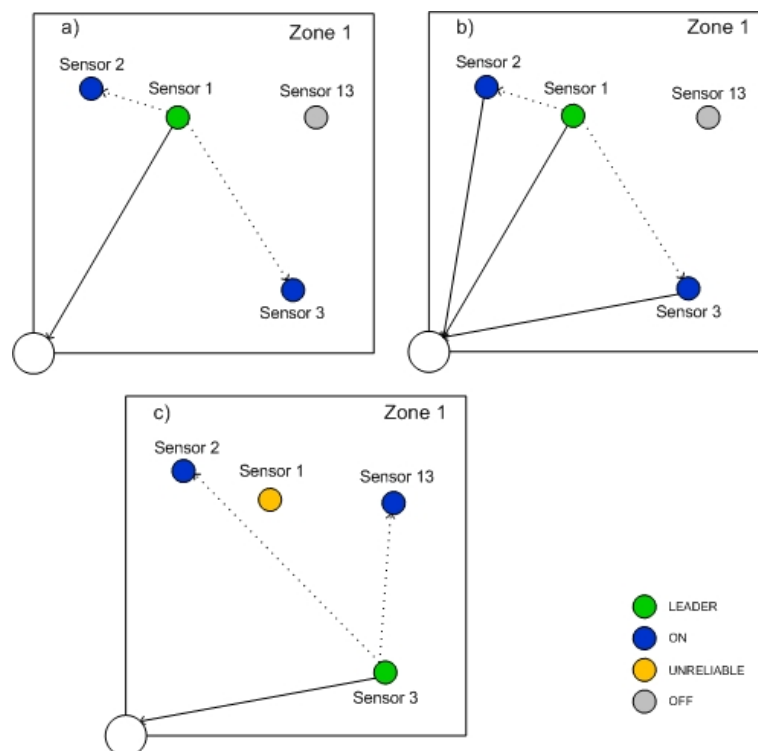 a)
Zone 1
Sensor 2
Sensor 1
Sensor 13
Sensor 3
b)
Zone 1
Sensor 2
Sensor 1
Sensor 13
Sensor 3
c)
Zone 1
Sensor 2
Sensor 1
Sensor 13
Sensor 3
LEADER
ON
UNRELIABLE
OFF